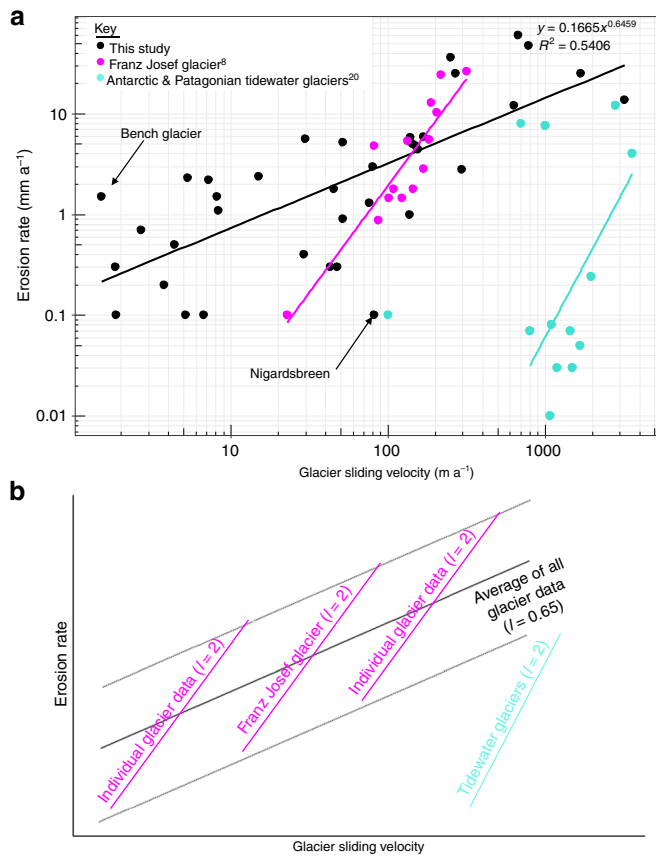 a
Key
This study
Franz Josef glacier⁸
Antarctic & Patagonian tidewater glaciers²⁰
y = 0.1665x⁰·⁶⁴⁵⁹
R² = 0.5406
Bench glacier
Nigardsbreen
Erosion rate (mm a⁻¹)
10
1
0.1
0.01
10
100
1000
Glacier sliding velocity (m a⁻¹)
b
Individual glacier data (l = 2)
Franz Josef glacier (l = 2)
Individual glacier data (l = 2)
Average of all
glacier data
(l = 0.65)
Tidewater glaciers (l = 2)
Erosion rate
Glacier sliding velocity